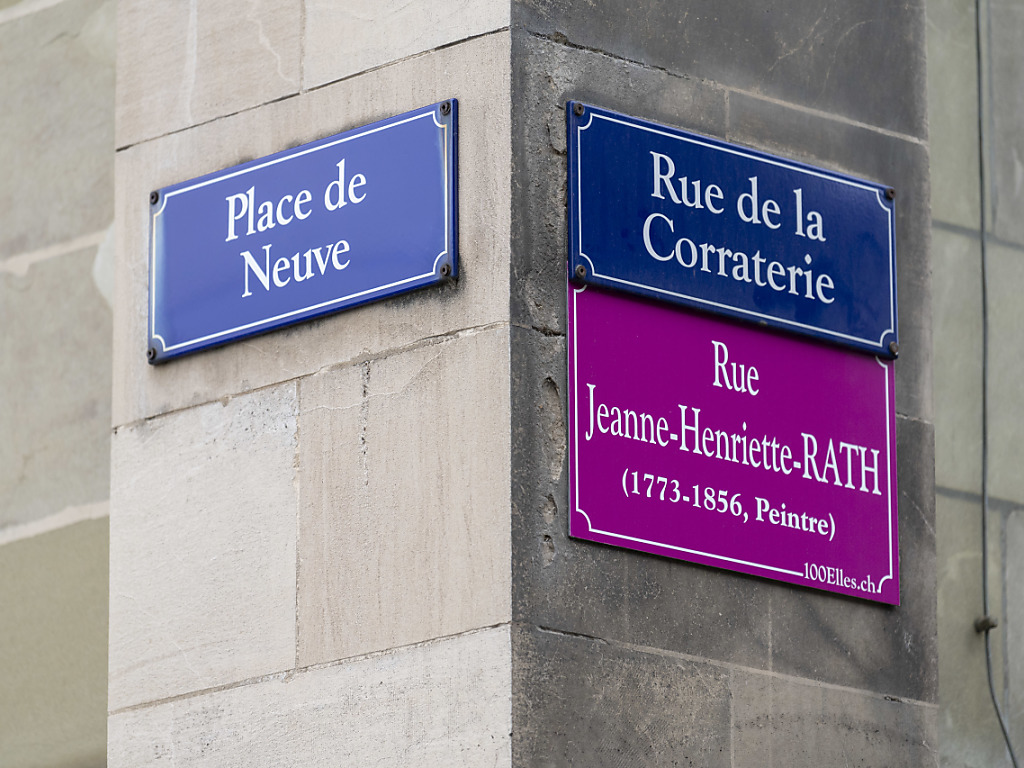 Place de
Neuve
Rue de la
Corraterie
Rue
Jeanne-Henriette-RATH
(1773-1856, Peintre)
100Elles.ch